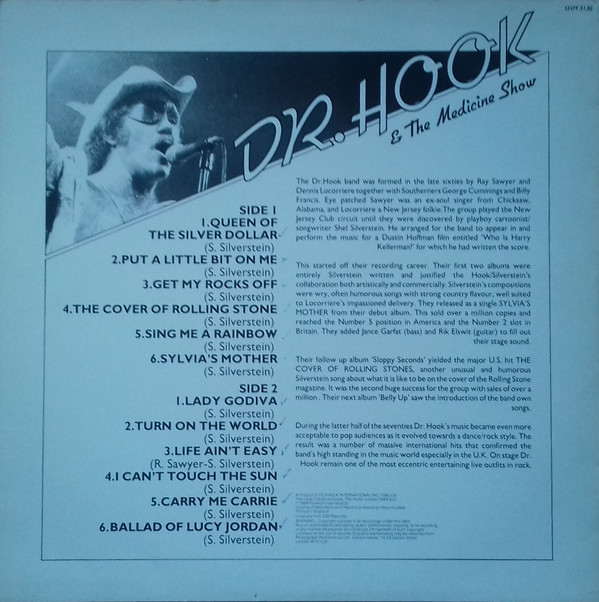 SHM 3136
DR. HOOK
& The Medicine Show
SIDE 1
1.QUEEN OF
THE SILVER DOLLAR
(S. Silverstein)
2.PUT A LITTLE BIT ON ME
(S. Silverstein)
3.GET MY ROCKS OFF
(S. Silverstein)
4.THE COVER OF ROLLING STONE
(S. Silverstein)
5.SING ME A RAINBOW
(S. Silverstein)
6.SYLVIA'S MOTHER
(S. Silverstein)
SIDE 2
1.LADY GODIVA
(S. Silverstein)
2.TURN ON THE WORLD
(S. Silverstein)
3.LIFE AIN'T EASY
(R. Sawyer-S. Silverstein)
4.I CAN'T TOUCH THE SUN
(S. Silverstein)
5.CARRY ME CARRIE
(S. Silverstein)
6.BALLAD OF LUCY JORDAN
(S. Silverstein)
The Dr.Hook band was formed in the late sixties by Ray Sawyer and
Dennis Locorriere together with Southerners George Cummings and Billy
Francis. Eye patched Sawyer was an ex-soul singer from Chicksaw,
Alabama, and Locorriere a New Jersey folkie.The group played the New
Jersey Club circuit until they were discovered by playboy cartoonist/
songwriter Shel Silverstein. He arranged for the band to appear in and
perform the music for a Dustin Hoffman film entitled 'Who Is Harry
Kellerman?' for which he had written the score.
This started off their recording career. Their first two albums were
entirely Silverstein written and justified the Hook/Silverstein's
collaboration both artistically and commercially. Silverstein's compositions
were wry, often humorous songs with strong country flavour, well suited
to Locorriere's impassioned delivery. They released as a single SYLVIA'S
MOTHER from their debut album. This sold over a million copies and
reached the Number 5 position in America and the Number 2 slot in
Britain. They added Jance Garfat (bass) and Rik Elswit (guitar) to fill out
their stage sound.
Their follow up album 'Sloppy Seconds' yielded the major U.S. hit THE
COVER OF ROLLING STONES, another unusual and humorous
Silverstein song about what it is like to be on the cover of the Rolling Stone
magazine. It was the second huge success for the group with sales of over a
million . Their next album 'Belly Up' saw the introduction of the band own
songs.
During the latter half of the seventies Dr. Hook's music became even more
acceptable to pop audiences as it evolved towards a dance/rock style. The
result was a number of massive international hits that confirmed the
band's high standing in the music world especially in the U.K. On stage Dr.
Hook remain one of the most eccentric entertaining live outfits in rock.